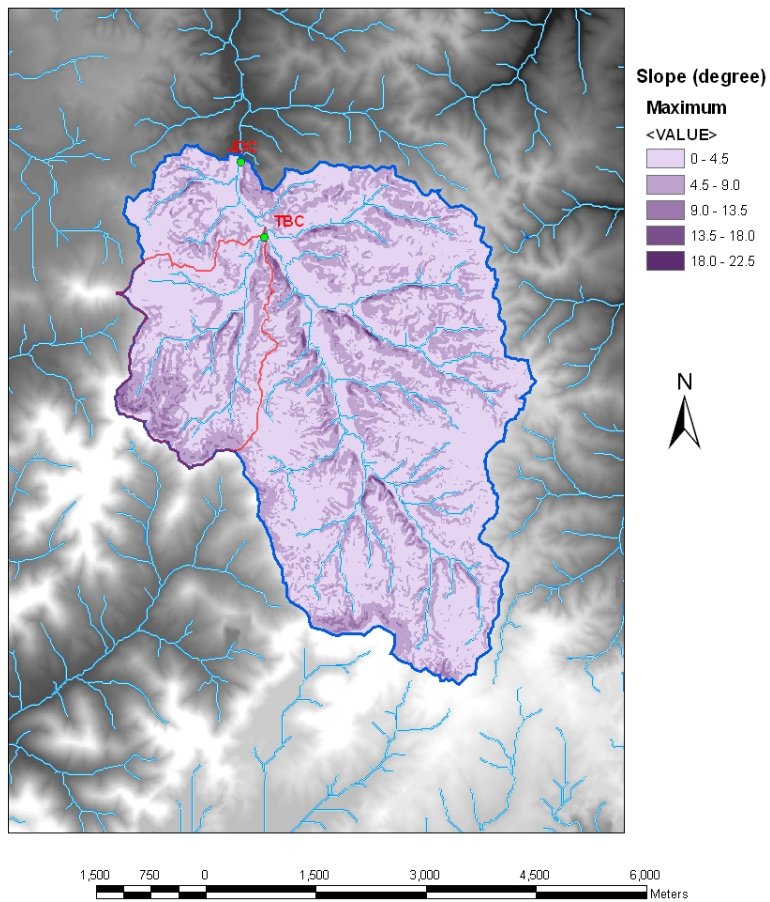 Slope (degree)
Maximum
<VALUE>
0 - 4.5
4.5 - 9.0
9.0 - 13.5
13.5 - 18.0
18.0 - 22.5
JDC
TBC
N
1,500 750 0 1,500 3,000 4,500 6,000
Meters